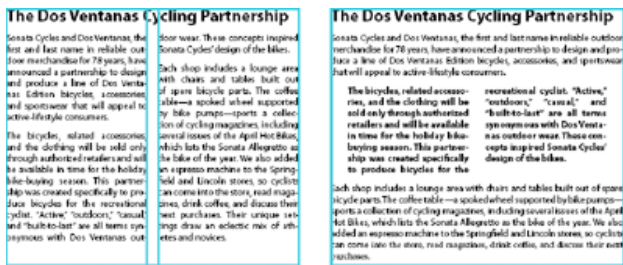 The Dos Ventanas Cycling Partnership
Sonata Cycles and Dos Ventanas, the
first and last name in reliable out-
door merchandise for 78 years, have
announced a partnership to design
and produce a line of Dos Venta-
nas Edition bicycles, accessories,
and sportswear that will appeal to
active-lifestyle consumers.
The bicycles, related accessories,
and the clothing will be sold only
through authorized retailers and will
be available in time for the holiday
bike-buying season. This partner-
ship was created specifically to pro-
duce bicycles for the recreational
cyclist. "Active," "outdoors," "casual,"
and "built-to-last" are all terms syn-
onymous with Dos Ventanas out-
door wear. These concepts inspired
Sonata Cycles' design of the bikes.
Each shop includes a lounge area
with chairs and tables built out
of spare bicycle parts. The coffee
table—a spoked wheel supported
by bike pumps—sports a collec-
tion of cycling magazines, including
several issues of the April Hot Bikes,
which lists the Sonata Allegretto as
the bike of the year. We also added
an espresso machine to the Spring-
field and Lincoln stores, so cyclists
can come into the store, read maga-
zines, drink coffee, and discuss their
next purchases. Their unique set-
tings draw an eclectic mix of ath-
letes and novices.
The Dos Ventanas Cycling Partnership
Sonata Cycles and Dos Ventanas, the first and last name in reliable outdoor
merchandise for 78 years, have announced a partnership to design and pro-
duce a line of Dos Ventanas Edition bicycles, accessories, and sportswear
that will appeal to active-lifestyle consumers.
The bicycles, related accesso-
ries, and the clothing will be
sold only through authorized
retailers and will be available
in time for the holiday bike-
buying season. This partner-
ship was created specifically
to produce bicycles for the
recreational cyclist. "Active,"
"outdoors," "casual," and
"built-to-last" are all terms
synonymous with Dos Venta-
nas outdoor wear. These con-
cepts inspired Sonata Cycles'
design of the bikes.
Each shop includes a lounge area with chairs and tables built out of spare
bicycle parts. The coffee table—a spoked wheel supported by bike pumps—
sports a collection of cycling magazines, including several issues of the April
Hot Bikes, which lists the Sonata Allegretto as the bike of the year. We also
added an espresso machine to the Springfield and Lincoln stores, so cyclists
can come into the store, read magazines, drink coffee, and discuss their next
purchases.